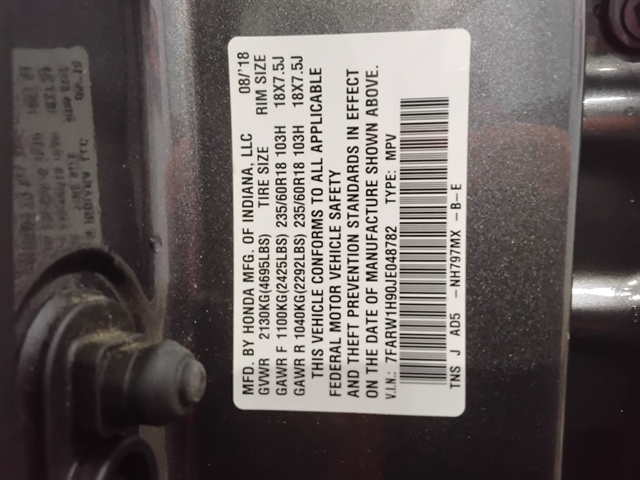 MFD. BY HONDA MFG. OF INDIANA, LLC 08/'18
GVWR 2130KG(4695LBS) TIRE SIZE RIM SIZE
GAWR F 1100KG(2425LBS) 235/60R18 103H 18X7.5J
GAWR R 1040KG(2292LBS) 235/60R18 103H 18X7.5J
THIS VEHICLE CONFORMS TO ALL APPLICABLE
FEDERAL MOTOR VEHICLE SAFETY
AND THEFT PREVENTION STANDARDS IN EFFECT
ON THE DATE OF MANUFACTURE SHOWN ABOVE.
V.I.N.: 7FARW1H90JE048782 TYPE: MPV
TNS J AD5 -NH797MX -B-E